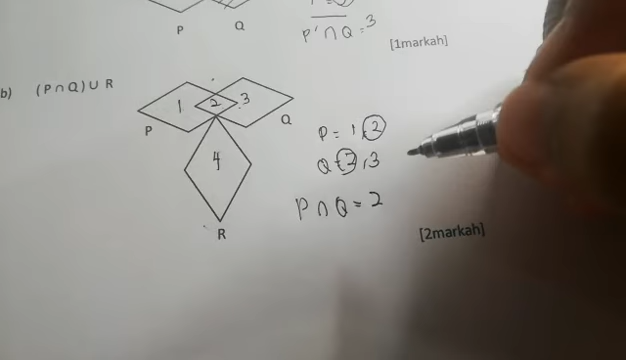 P
Q
P' ∩ Q = 3
[1markah]
b) (P ∩ Q) ∪ R
1 2 3
P
Q
4
R
P = 1, 2
Q = 2, 3
P ∩ Q = 2
[2markah]